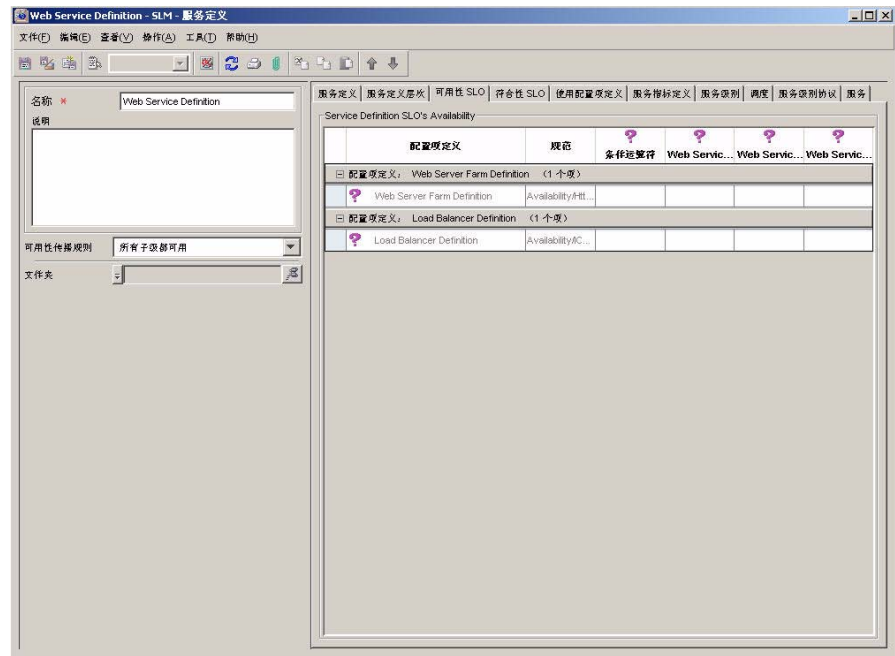 Web Service Definition - SLM - 服务定义
文件(F) 编辑(E) 查看(V) 操作(A) 工具(T) 帮助(H)
名称 Web Service Definition
说明
可用性传播规则 所有子级都可用
文件夹
服务定义 服务定义层次 可用性 SLO 符合性 SLO 使用配置项定义 服务指标定义 服务级别 调度 服务级别协议 服务
Service Definition SLO's Availability
配置项定义 规范 条件运算符 Web Servic... Web Servic... Web Servic...
配置项定义: Web Server Farm Definition (1 个项)
Web Server Farm Definition Availability/Htt...
配置项定义: Load Balancer Definition (1 个项)
Load Balancer Definition Availability/IC...